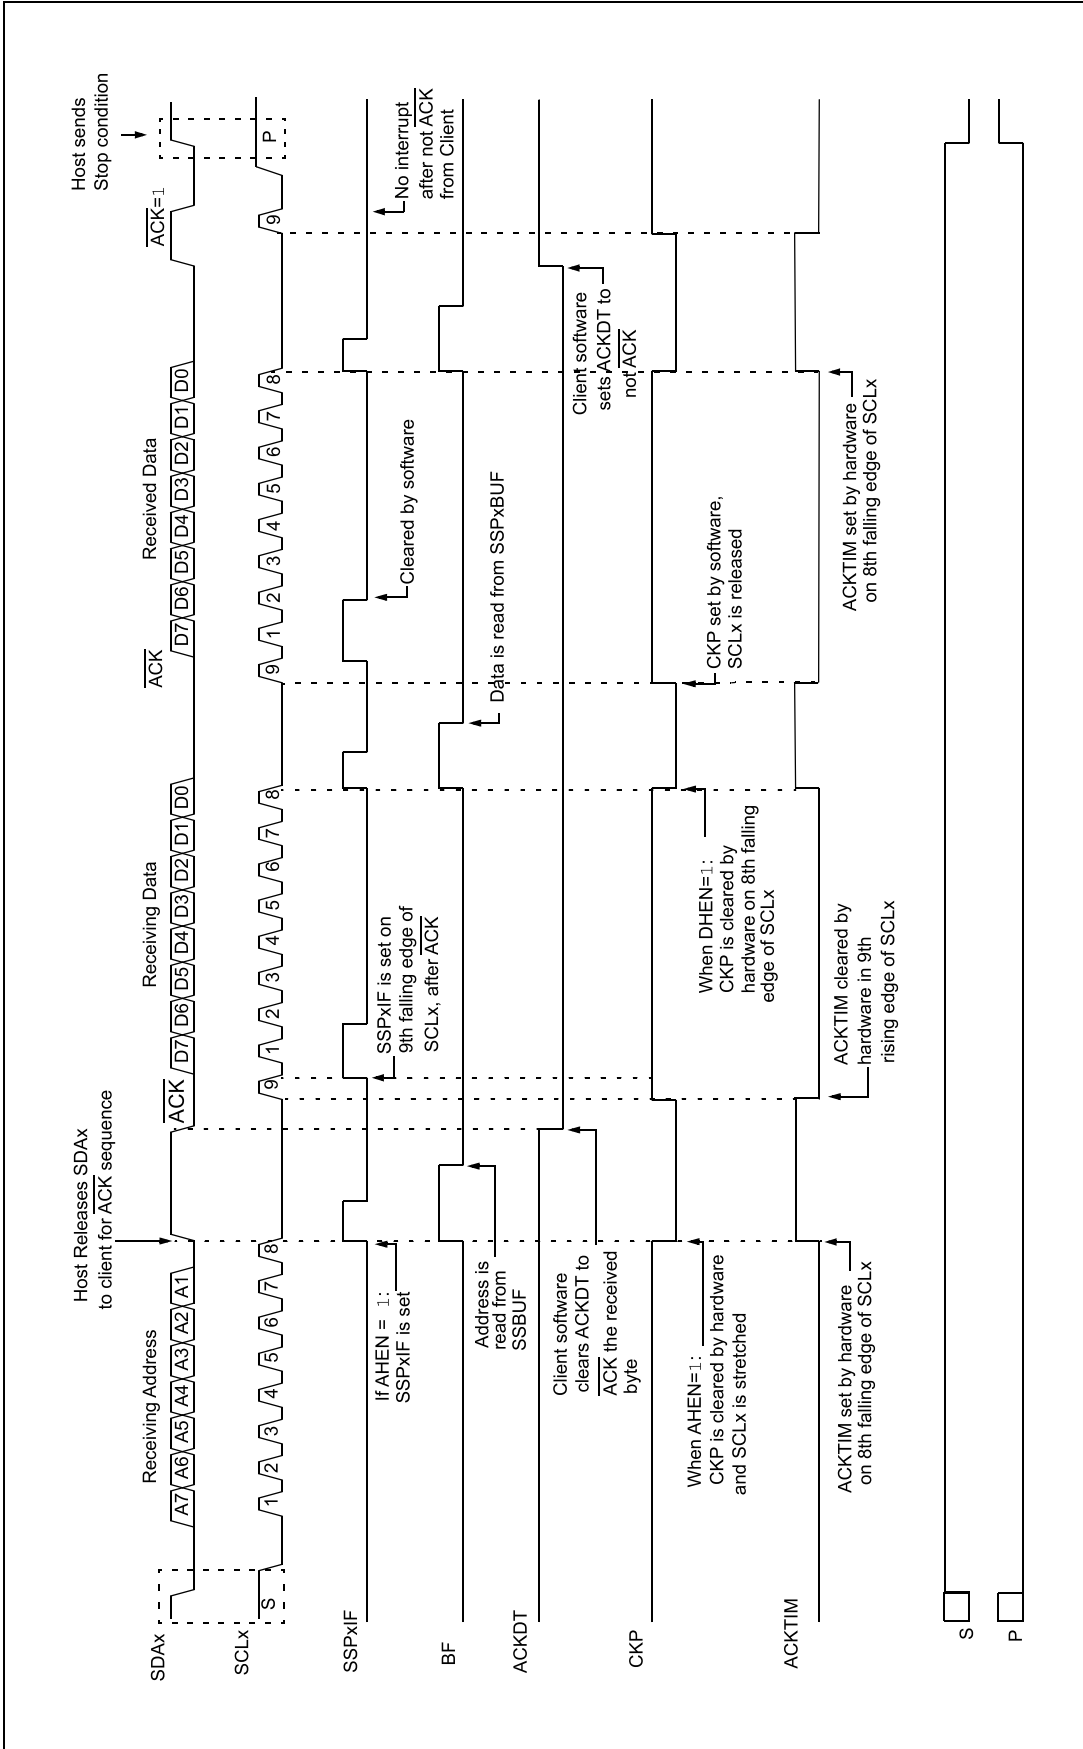 Host Releases SDAx
to client for ACK sequence
Host sends
Stop condition
Receiving Address
Receiving Data
Received Data
ACK
ACK
ACK=1
SDAx
A7 A6 A5 A4 A3 A2 A1
D7 D6 D5 D4 D3 D2 D1 D0
D7 D6 D5 D4 D3 D2 D1 D0
SCLx
S 1 2 3 4 5 6 7 8 9 1 2 3 4 5 6 7 8 9 1 2 3 4 5 6 7 8 9 P
SSPxIF
If AHEN = 1:
SSPxIF is set
SSPxIF is set on
9th falling edge of
SCLx, after ACK
Cleared by software
No interrupt
after not ACK
from Client
BF
Address is
read from
SSBUF
Data is read from SSPxBUF
ACKDT
Client software
clears ACKDT to
ACK the received
byte
Client software
sets ACKDT to
not ACK
CKP
When AHEN=1:
CKP is cleared by hardware
and SCLx is stretched
When DHEN=1:
CKP is cleared by
hardware on 8th falling
edge of SCLx
CKP set by software,
SCLx is released
ACKTIM
ACKTIM set by hardware
on 8th falling edge of SCLx
ACKTIM cleared by
hardware in 9th
rising edge of SCLx
ACKTIM set by hardware
on 8th falling edge of SCLx
S
P